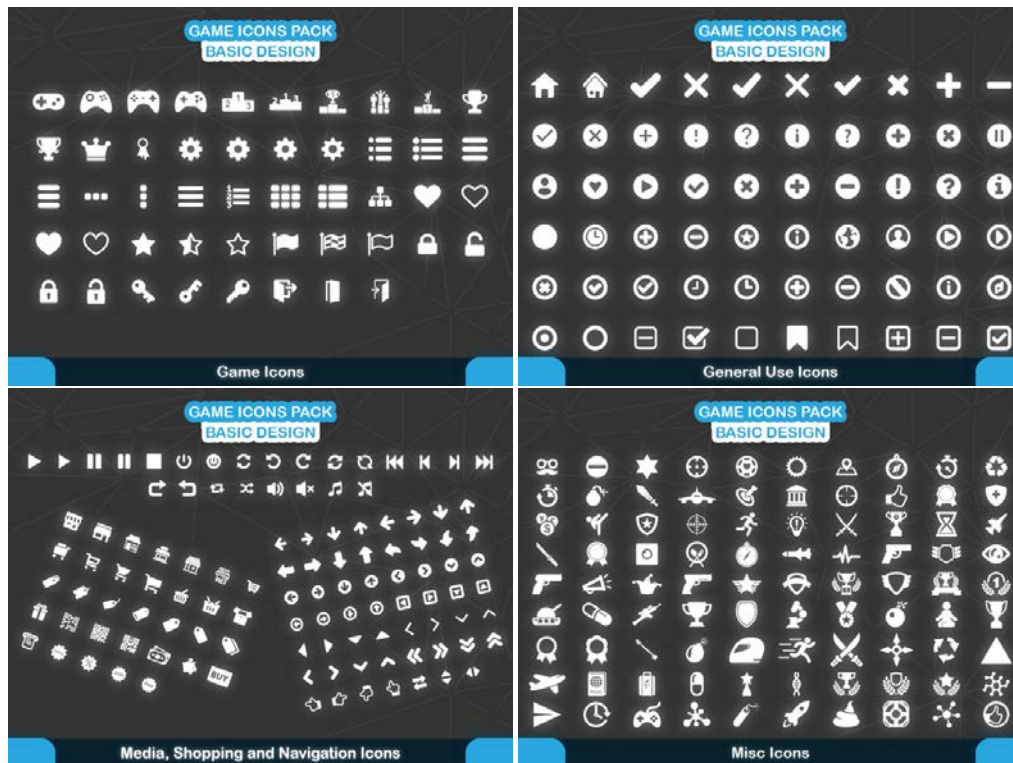 GAME ICONS PACK
BASIC DESIGN
Game Icons
GAME ICONS PACK
BASIC DESIGN
General Use Icons
GAME ICONS PACK
BASIC DESIGN
BUY
Media, Shopping and Navigation Icons
GAME ICONS PACK
BASIC DESIGN
Misc Icons